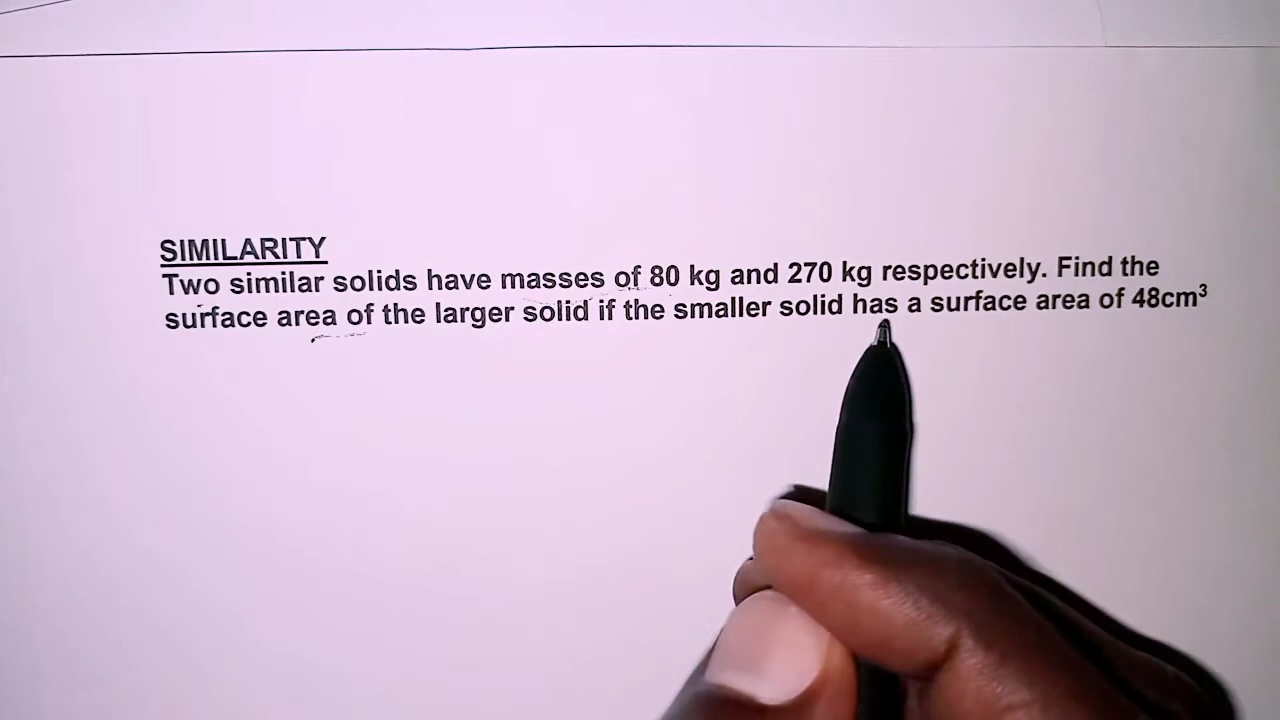 SIMILARITY
Two similar solids have masses of 80 kg and 270 kg respectively. Find the
surface area of the larger solid if the smaller solid has a surface area of 48cm³